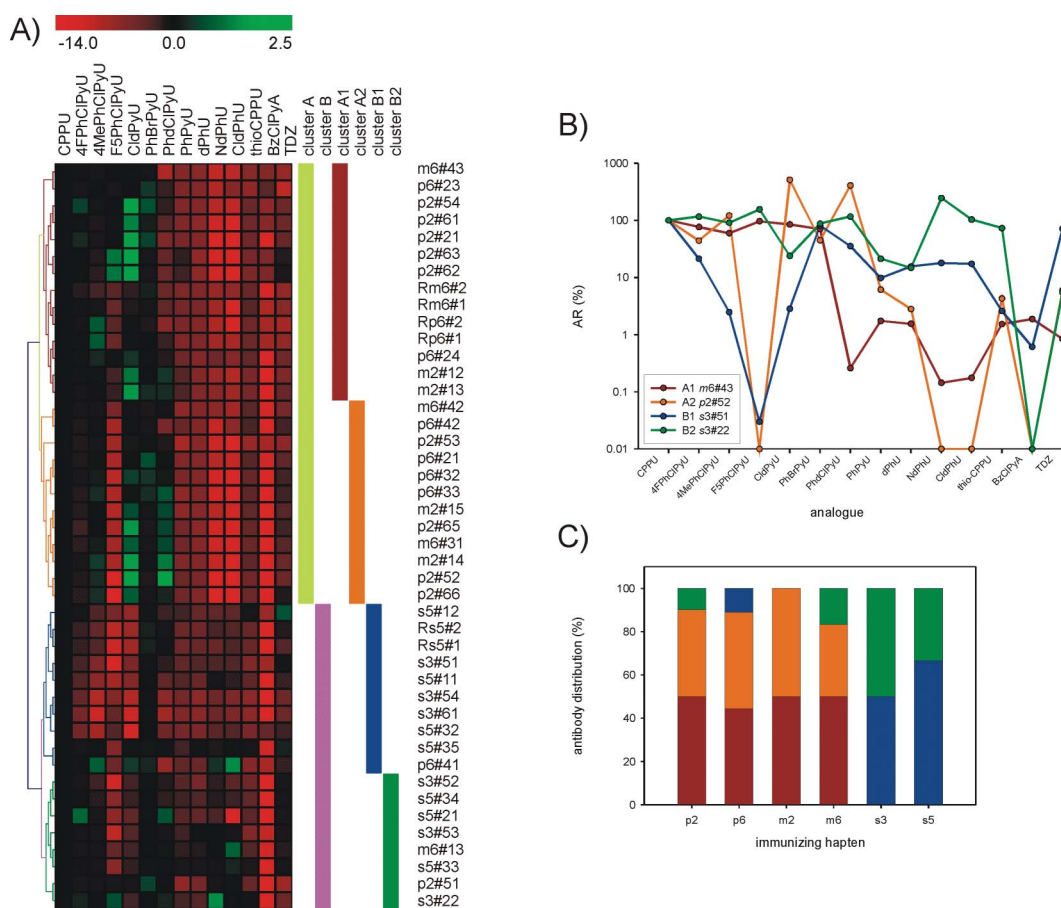 A)
-14.0 0.0 2.5
CPPU
4FPhClPyU
4MePhClPyU
F5PhClPyU
CldPyU
PhBrPyU
PhdClPyU
PhPyU
dPhU
NdPhU
CldPhU
thioCPPU
BzClPyA
TDZ
cluster A
cluster B
cluster A1
cluster A2
cluster B1
cluster B2
m6#43
p6#23
p2#54
p2#61
p2#21
p2#63
p2#62
Rm6#2
Rm6#1
Rp6#2
Rp6#1
p6#24
m2#12
m2#13
m6#42
p6#42
p2#53
p6#21
p6#32
p6#33
m2#15
p2#65
m6#31
m2#14
p2#52
p2#66
s5#12
Rs5#2
Rs5#1
s3#51
s5#11
s3#54
s3#61
s5#32
s5#35
p6#41
s3#52
s5#34
s5#21
s3#53
m6#13
s5#33
p2#51
s3#22
B)
1000
100
10
1
0.1
0.01
AR (%)
A1 m6#43
A2 p2#52
B1 s3#51
B2 s3#22
CPPU
4FPhClPyU
4MePhClPyU
F5PhClPyU
CldPyU
PhBrPyU
PhdClPyU
PhPyU
dPhU
NdPhU
CldPhU
thio-CPPU
BzClPyA
TDZ
analogue
C)
100
80
60
40
20
0
antibody distribution (%)
p2 p6 m2 m6 s3 s5
immunizing hapten